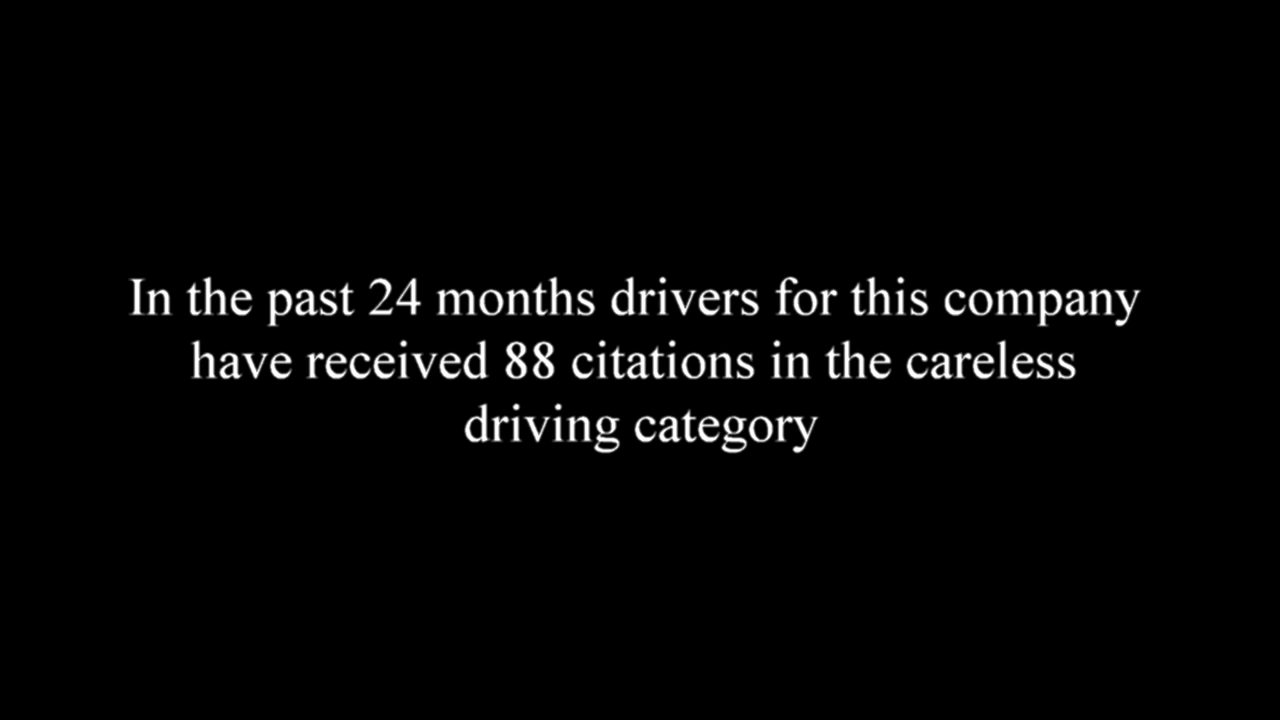 In the past 24 months drivers for this company
have received 88 citations in the careless
driving category